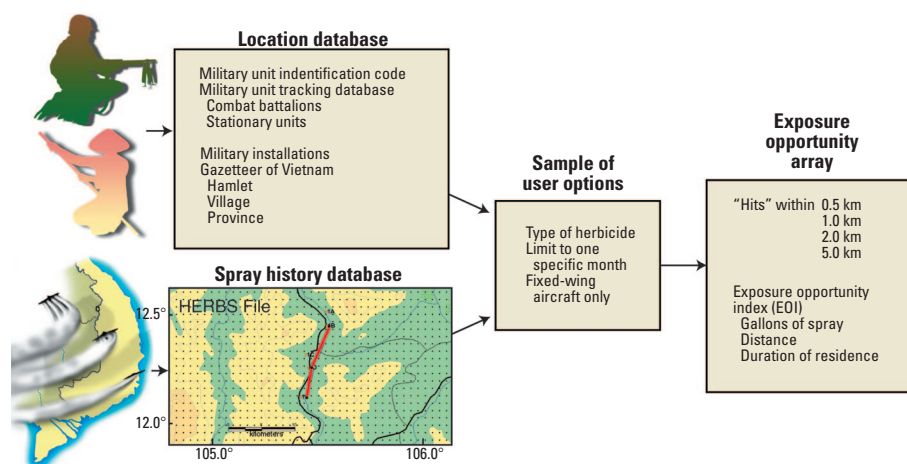 Location database
Military unit indentification code
Military unit tracking database
Combat battalions
Stationary units
Military installations
Gazetteer of Vietnam
Hamlet
Village
Province
Spray history database
HERBS File
12.5°
12.0°
105.0°
106.0°
kilometers
Sample of
user options
Type of herbicide
Limit to one
specific month
Fixed-wing
aircraft only
Exposure
opportunity
array
“Hits” within 0.5 km
1.0 km
2.0 km
5.0 km
Exposure opportunity
index (EOI)
Gallons of spray
Distance
Duration of residence